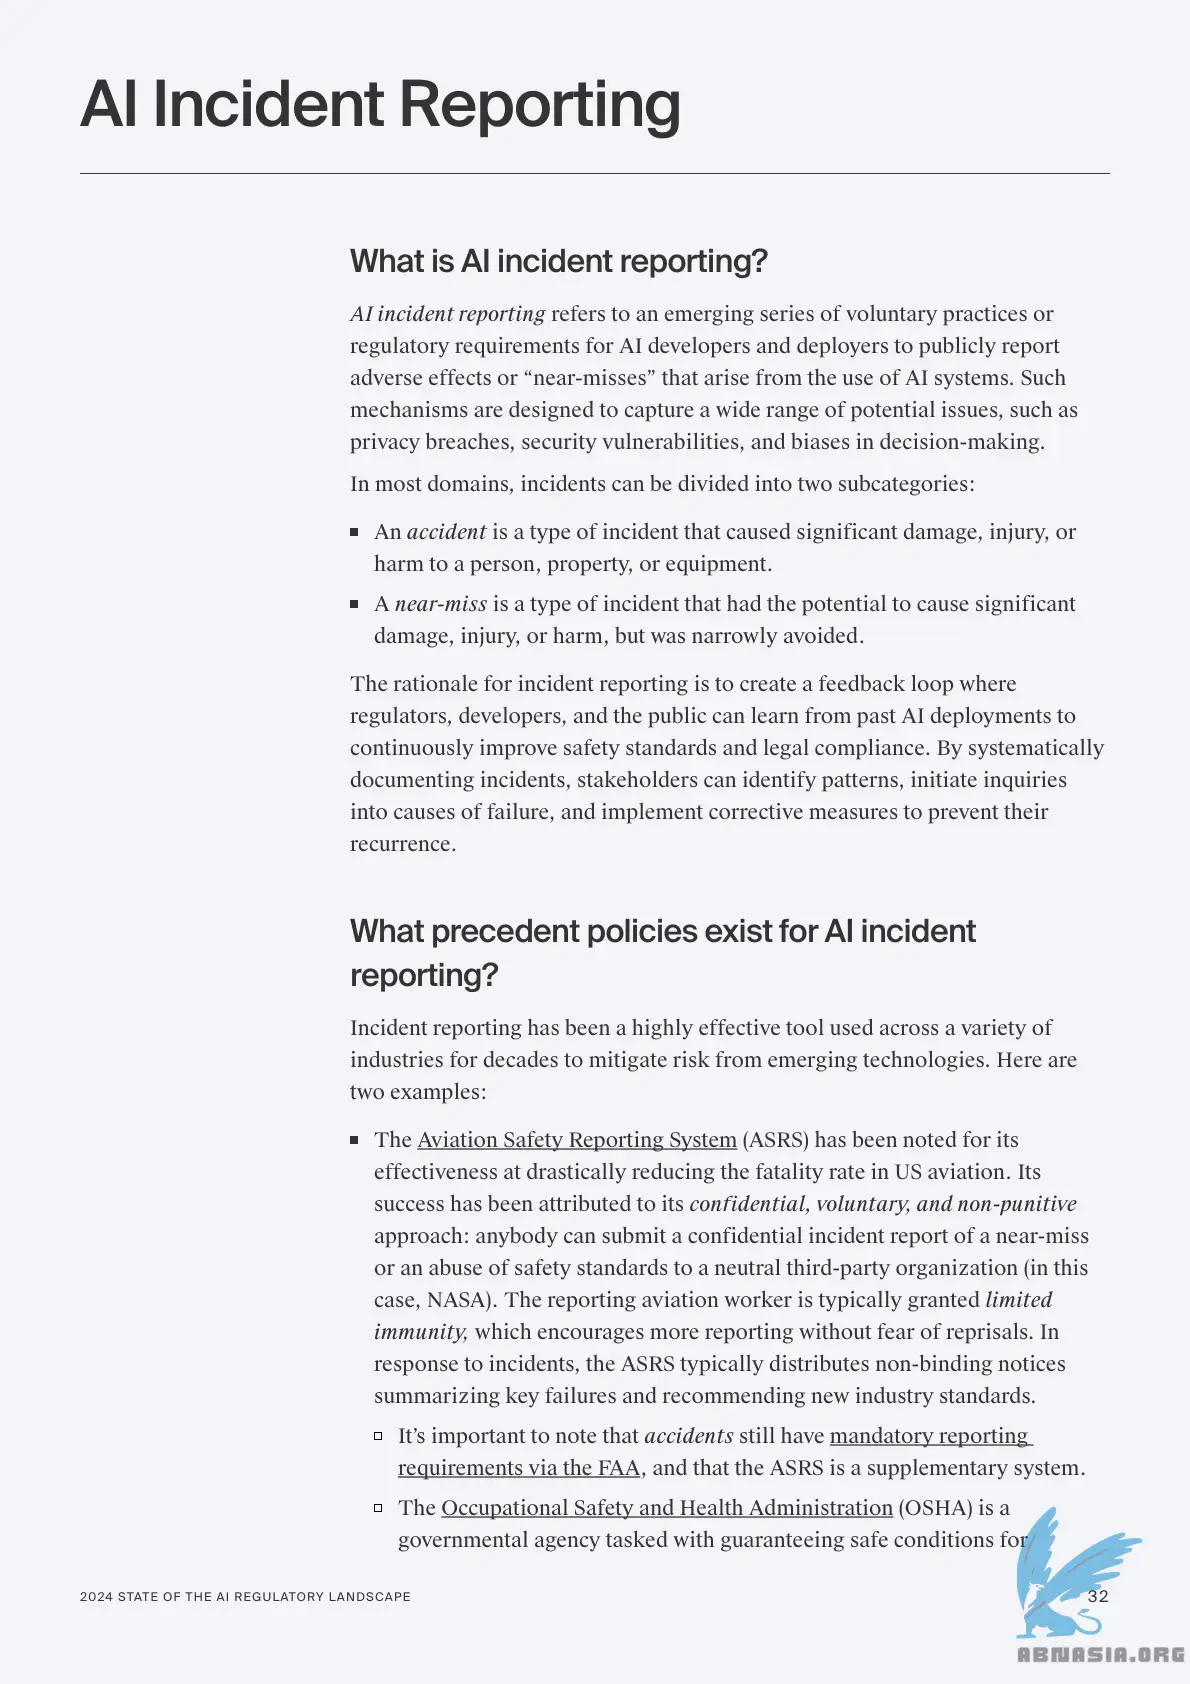 AI Incident Reporting
What is AI incident reporting?
AI incident reporting refers to an emerging series of voluntary practices or
regulatory requirements for AI developers and deployers to publicly report
adverse effects or “near-misses” that arise from the use of AI systems. Such
mechanisms are designed to capture a wide range of potential issues, such as
privacy breaches, security vulnerabilities, and biases in decision-making.
In most domains, incidents can be divided into two subcategories:
■ An accident is a type of incident that caused significant damage, injury, or
harm to a person, property, or equipment.
■ A near-miss is a type of incident that had the potential to cause significant
damage, injury, or harm, but was narrowly avoided.
The rationale for incident reporting is to create a feedback loop where
regulators, developers, and the public can learn from past AI deployments to
continuously improve safety standards and legal compliance. By systematically
documenting incidents, stakeholders can identify patterns, initiate inquiries
into causes of failure, and implement corrective measures to prevent their
recurrence.
What precedent policies exist for AI incident
reporting?
Incident reporting has been a highly effective tool used across a variety of
industries for decades to mitigate risk from emerging technologies. Here are
two examples:
■ The Aviation Safety Reporting System (ASRS) has been noted for its
effectiveness at drastically reducing the fatality rate in US aviation. Its
success has been attributed to its confidential, voluntary, and non-punitive
approach: anybody can submit a confidential incident report of a near-miss
or an abuse of safety standards to a neutral third-party organization (in this
case, NASA). The reporting aviation worker is typically granted limited
immunity, which encourages more reporting without fear of reprisals. In
response to incidents, the ASRS typically distributes non-binding notices
summarizing key failures and recommending new industry standards.
□ It’s important to note that accidents still have mandatory reporting
requirements via the FAA, and that the ASRS is a supplementary system.
□ The Occupational Safety and Health Administration (OSHA) is a
governmental agency tasked with guaranteeing safe conditions for
2024 STATE OF THE AI REGULATORY LANDSCAPE
32
ABNASIA.ORG